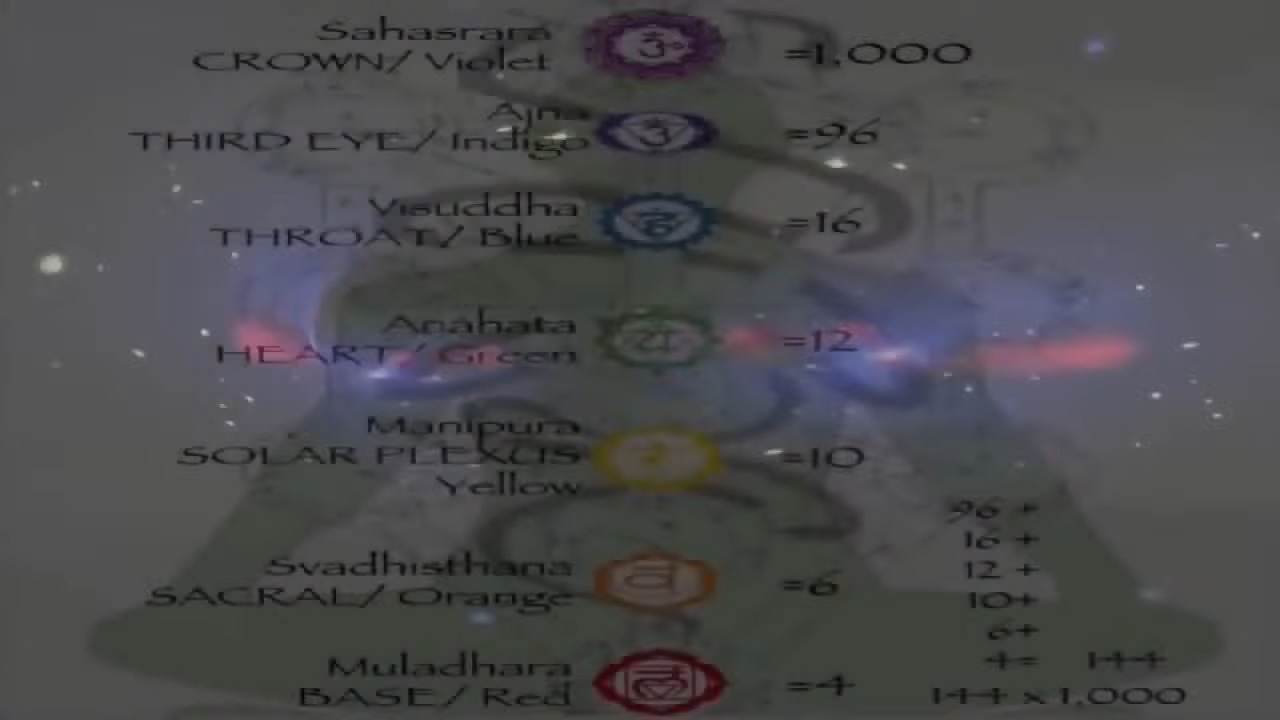 Sahasrara
CROWN/ Violet
=1,000
Ajna
THIRD EYE/ Indigo
=96
Visuddha
THROAT/ Blue
=16
Anahata
HEART/ Green
=12
Manipura
SOLAR PLEXUS
Yellow
=10
Svadhisthana
SACRAL/ Orange
=6
Muladhara
BASE/ Red
=4
96 +
16 +
12 +
10+
6+
4= 144
144 x 1,000